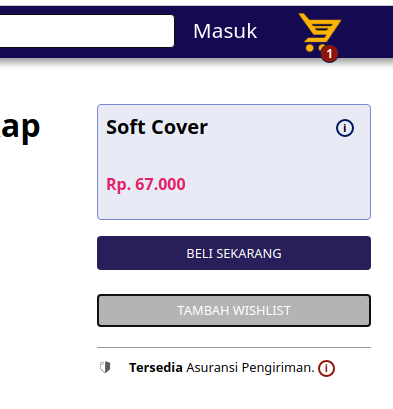 Masuk
1
ap
Soft Cover
i
Rp. 67.000
BELI SEKARANG
TAMBAH WISHLIST
Tersedia Asuransi Pengiriman. i